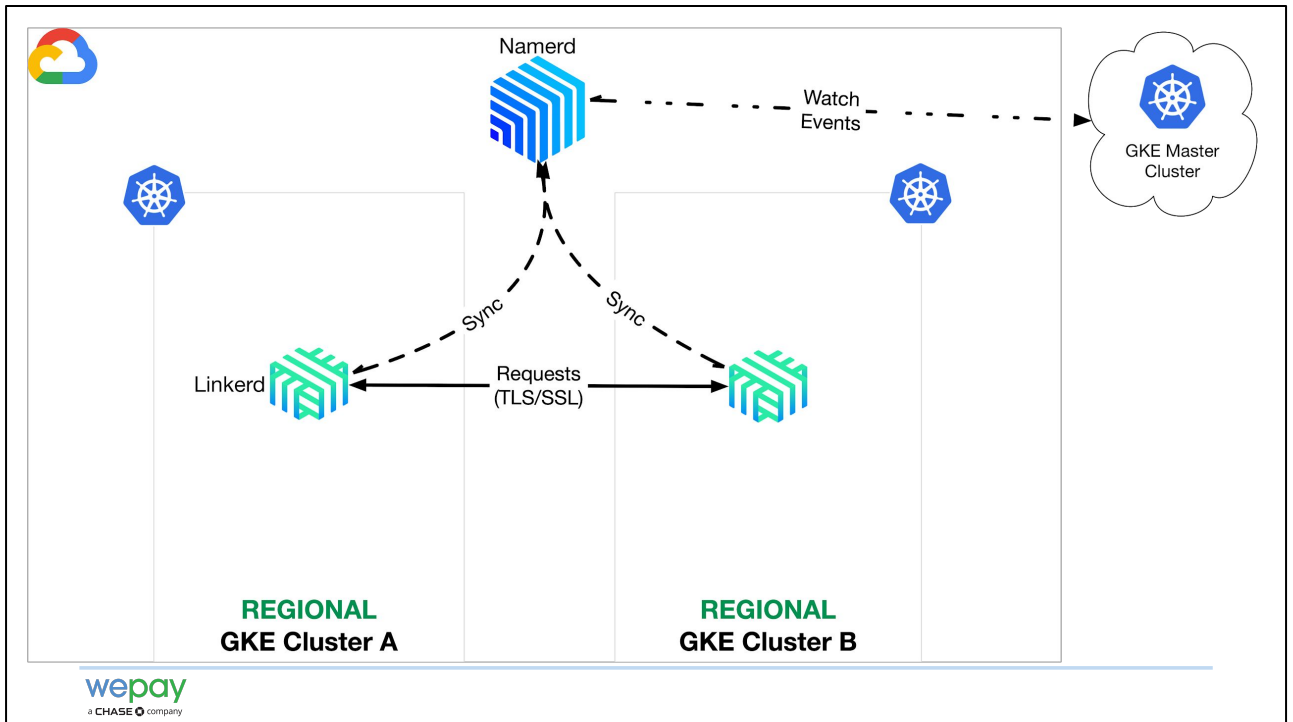 Namerd
Watch
Events
GKE Master
Cluster
Sync
Sync
Linkerd
Requests
(TLS/SSL)
REGIONAL
GKE Cluster A
REGIONAL
GKE Cluster B
wepay
a CHASE company